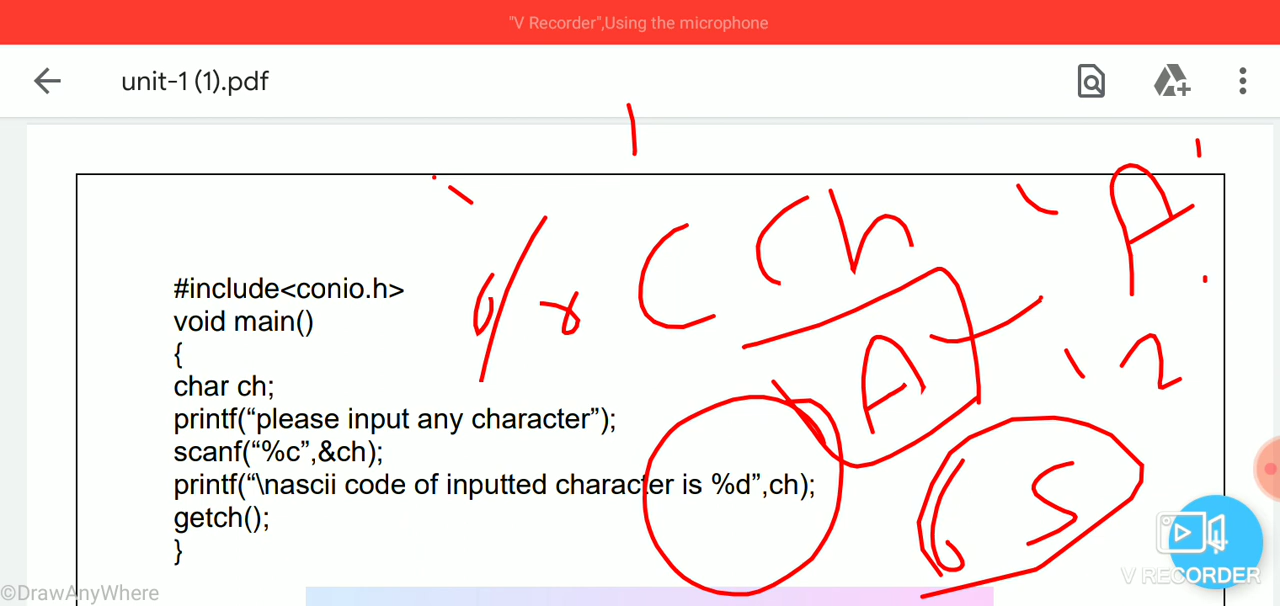 "V Recorder",Using the microphone
unit-1 (1).pdf
#include<conio.h>
void main()
{
char ch;
printf(“please input any character”);
scanf(“%c”,&ch);
printf(“\nascii code of inputted character is %d”,ch);
getch();
}
% C Ch 'A'
A
65
V RECORDER
©DrawAnyWhere